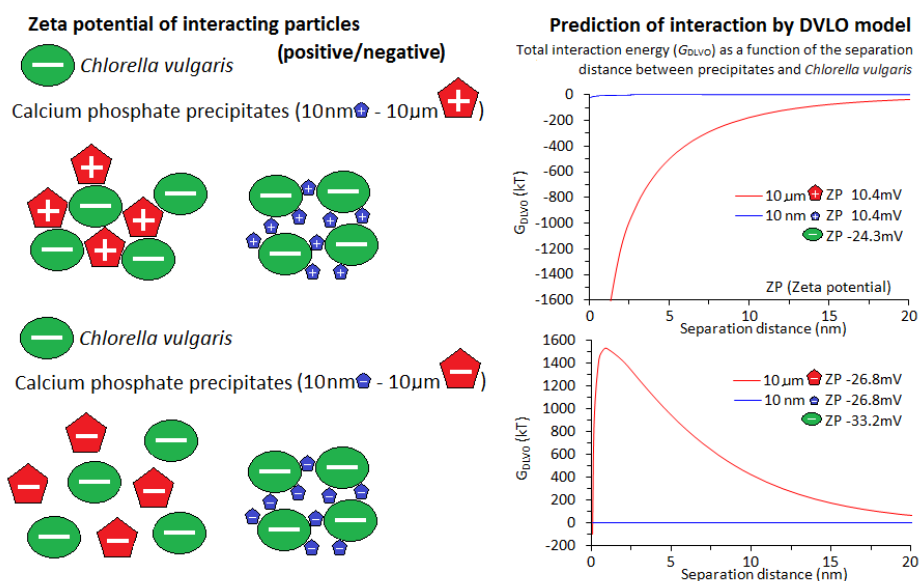 Zeta potential of interacting particles
(positive/negative)
Chlorella vulgaris
Calcium phosphate precipitates (10nm + - 10µm + )
Chlorella vulgaris
Calcium phosphate precipitates (10nm - 10µm )
Prediction of interaction by DVLO model
Total interaction energy (GDLVO) as a function of the separation
distance between precipitates and Chlorella vulgaris
0
-200
-400
-600
-800
-1000
-1200
-1400
-1600
GDLVO (kT)
10 µm + ZP 10.4mV
10 nm + ZP 10.4mV
ZP -24.3mV
ZP (Zeta potential)
0 5 10 15 20
Separation distance (nm)
1600
1400
1200
1000
800
600
400
200
0
-200
GDLVO (kT)
10 µm ZP -26.8mV
10 nm ZP -26.8mV
ZP -33.2mV
0 5 10 15 20
Separation distance (nm)